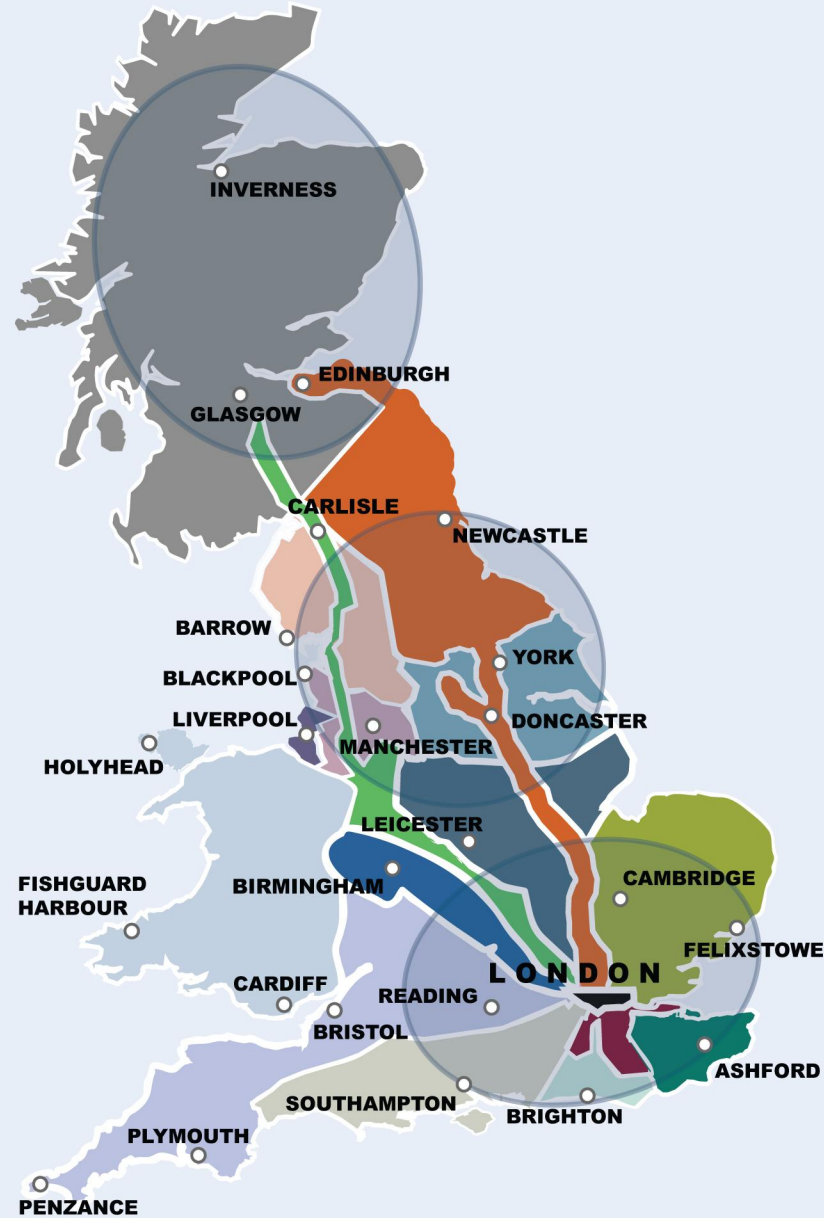 INVERNESS
EDINBURGH
GLASGOW
CARLISLE
NEWCASTLE
BARROW
YORK
BLACKPOOL
LIVERPOOL
DONCASTER
MANCHESTER
HOLYHEAD
LEICESTER
BIRMINGHAM
CAMBRIDGE
FISHGUARD
HARBOUR
FELIXSTOWE
LONDON
CARDIFF
READING
BRISTOL
ASHFORD
SOUTHAMPTON
BRIGHTON
PLYMOUTH
PENZANCE